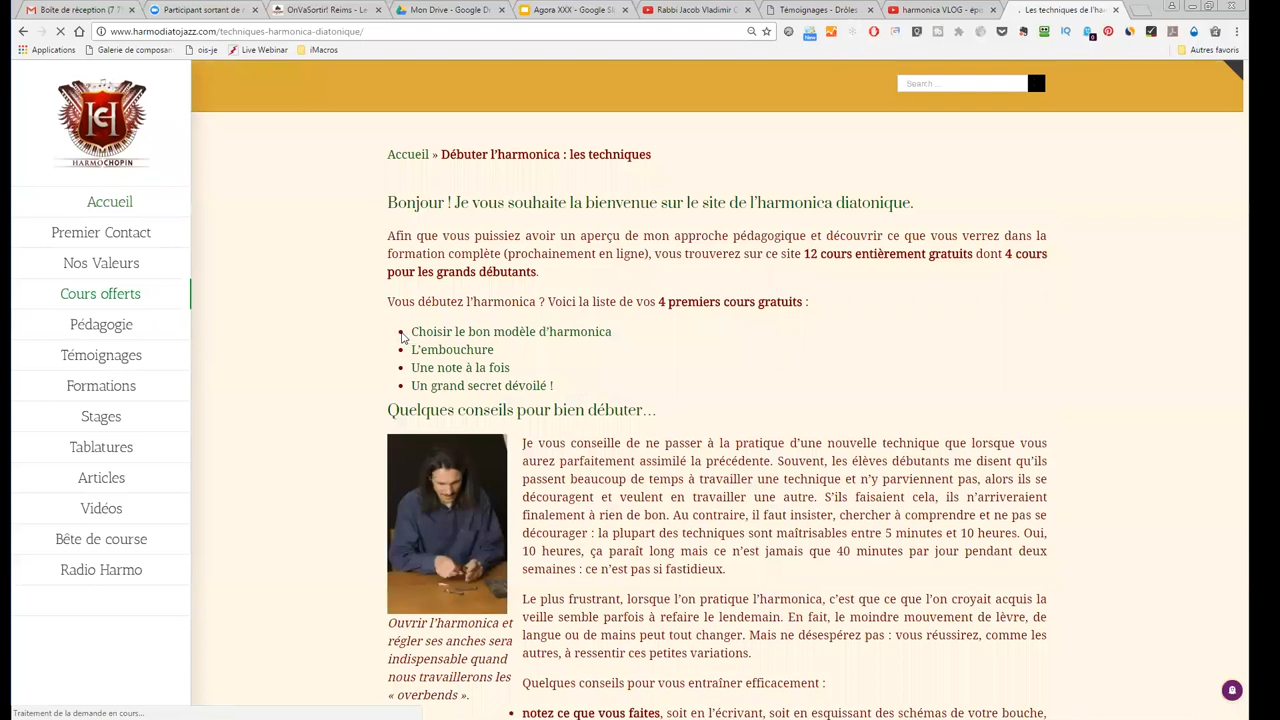 Boîte de réception (7 7
Participant sortant de r
OnVaSortir! Reims - Le
Mon Drive - Google D
Agora XXX - Google Sl
Rabbi Jacob Vladimir C
Témoignages - Drôles
harmonica VLOG - épi
Les techniques de l'ha
www.harmodiatojazz.com/techniques-harmonica-diatonique/
Applications
Galerie de composan
ois-je
Live Webinar
iMacros
Autres favoris
HC
HARMOCHOPIN
Search ...
Accueil
Premier Contact
Nos Valeurs
Cours offerts
Pédagogie
Témoignages
Formations
Stages
Tablatures
Articles
Vidéos
Bête de course
Radio Harmo
Accueil » Débuter l'harmonica : les techniques
Bonjour ! Je vous souhaite la bienvenue sur le site de l'harmonica diatonique.
Afin que vous puissiez avoir un aperçu de mon approche pédagogique et découvrir ce que vous verrez dans la
formation complète (prochainement en ligne), vous trouverez sur ce site 12 cours entièrement gratuits dont 4 cours
pour les grands débutants.
Vous débutez l'harmonica ? Voici la liste de vos 4 premiers cours gratuits :
• Choisir le bon modèle d'harmonica
• L'embouchure
• Une note à la fois
• Un grand secret dévoilé !
Quelques conseils pour bien débuter…
Je vous conseille de ne passer à la pratique d'une nouvelle technique que lorsque vous
aurez parfaitement assimilé la précédente. Souvent, les élèves débutants me disent qu'ils
passent beaucoup de temps à travailler une technique et n'y parviennent pas, alors ils se
découragent et veulent en travailler une autre. S'ils faisaient cela, ils n'arriveraient
finalement à rien de bon. Au contraire, il faut insister, chercher à comprendre et ne pas se
décourager : la plupart des techniques sont maîtrisables entre 5 minutes et 10 heures. Oui,
10 heures, ça paraît long mais ce n'est jamais que 40 minutes par jour pendant deux
semaines : ce n'est pas si fastidieux.
Ouvrir l'harmonica et
régler ses anches sera
indispensable quand
nous travaillerons les
« overbends ».
Le plus frustrant, lorsque l'on pratique l'harmonica, c'est que ce que l'on croyait acquis la
veille semble parfois à refaire le lendemain. En fait, le moindre mouvement de lèvre, de
langue ou de mains peut tout changer. Mais ne désespérez pas : vous réussirez, comme les
autres, à ressentir ces petites variations.
Quelques conseils pour vous entraîner efficacement :
• notez ce que vous faites, soit en l'écrivant, soit en esquissant des schémas de votre bouche,
Traitement de la demande en cours...